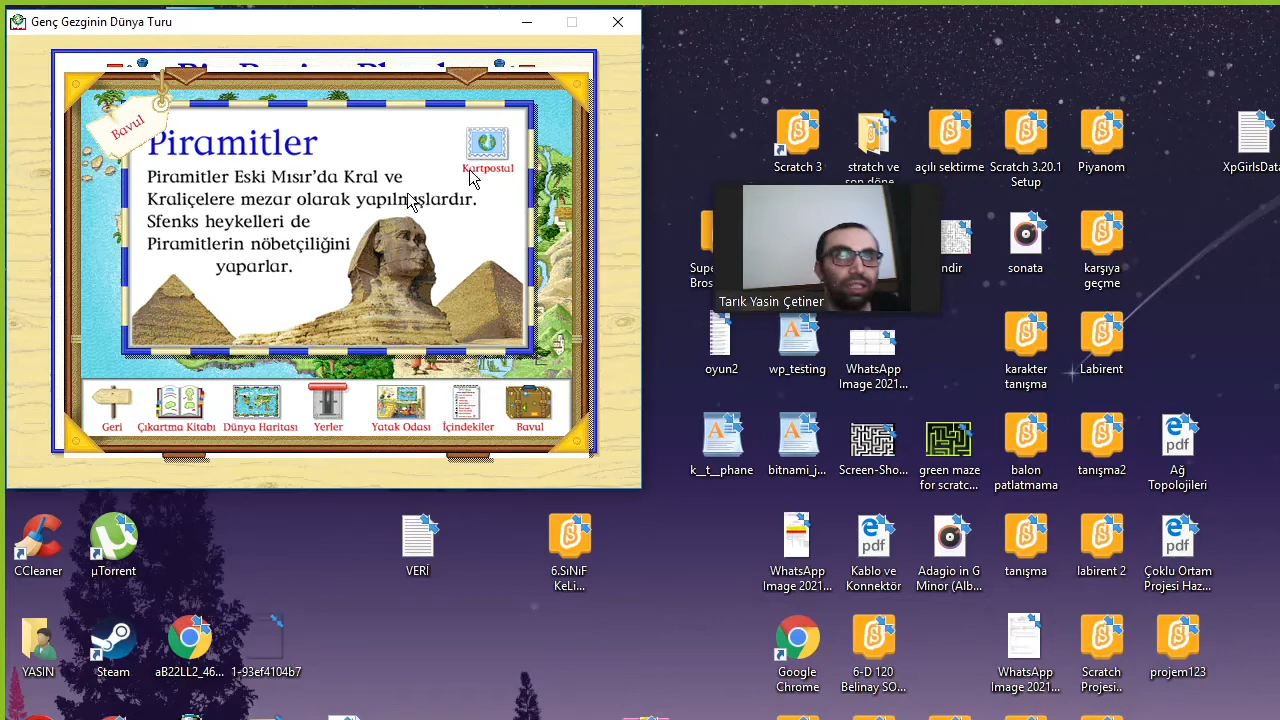 Genç Gezginin Dünya Turu
Bavul
Piramitler
Kartpostal
Piramitler Eski Mısır'da Kral ve
Kraliçelere mezar olarak yapılmışlardır.
Sfenks heykelleri de
Piramitlerin nöbetçiliğini
yaparlar.
Geri
Çıkartma Kitabı
Dünya Haritası
Yerler
Yatak Odası
İçindekiler
Bavul
Scratch 3
stratch ve
son döne...
açılı sektirme
Scratch 3.20.1
Setup
Piyanom
XpGirlsData
Tarık Yasin Çetiner
sonata
karşıya
geçme
oyun2
wp_testing
WhatsApp
Image 2021...
karakter
tanışma
Labirent
k__t_phane
bitnami_j...
Screen-Sho...
green maze
for scratc...
balon
patlatmama
tanışma2
Ağ
Topolojileri
CCleaner
µTorrent
VERİ
6.SıNıF
KeLi...
WhatsApp
Image 2021...
Kablo ve
Konnektör
Adagio in G
Minor (Alb...
tanışma
labirent 2
Çoklu Ortam
Projesi Haz...
YASIN
Steam
aB22LL2_46...
1-93ef4104b7
Google
Chrome
6-D 120
Belinay SO...
WhatsApp
Image 2021...
Scratch
Projesi..
projem123